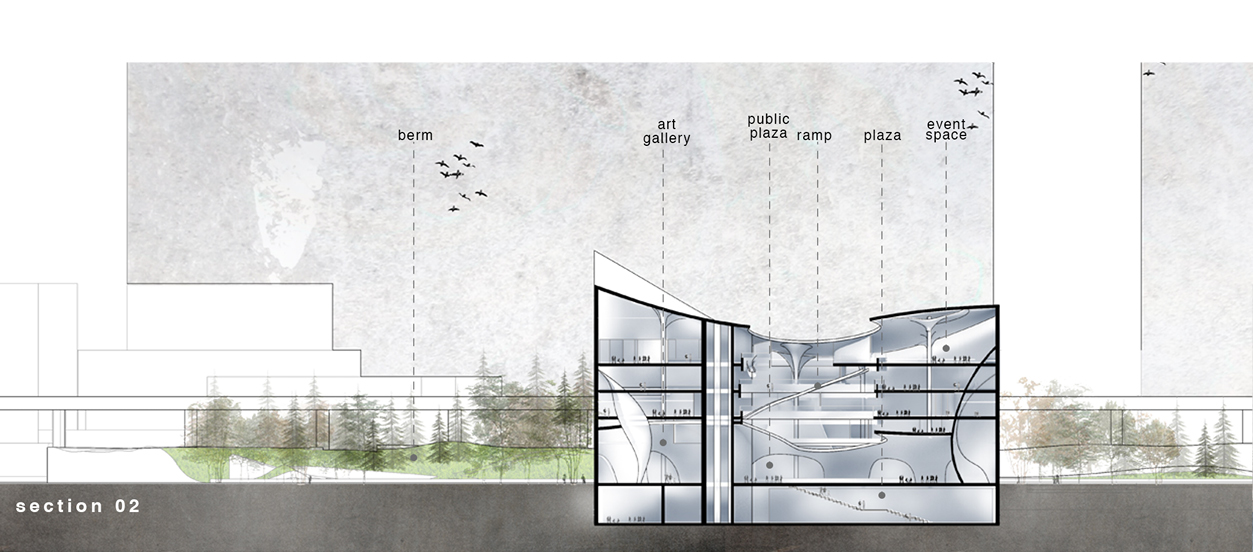 berm
art
gallery
public
plaza
ramp
plaza
event
space
section 02